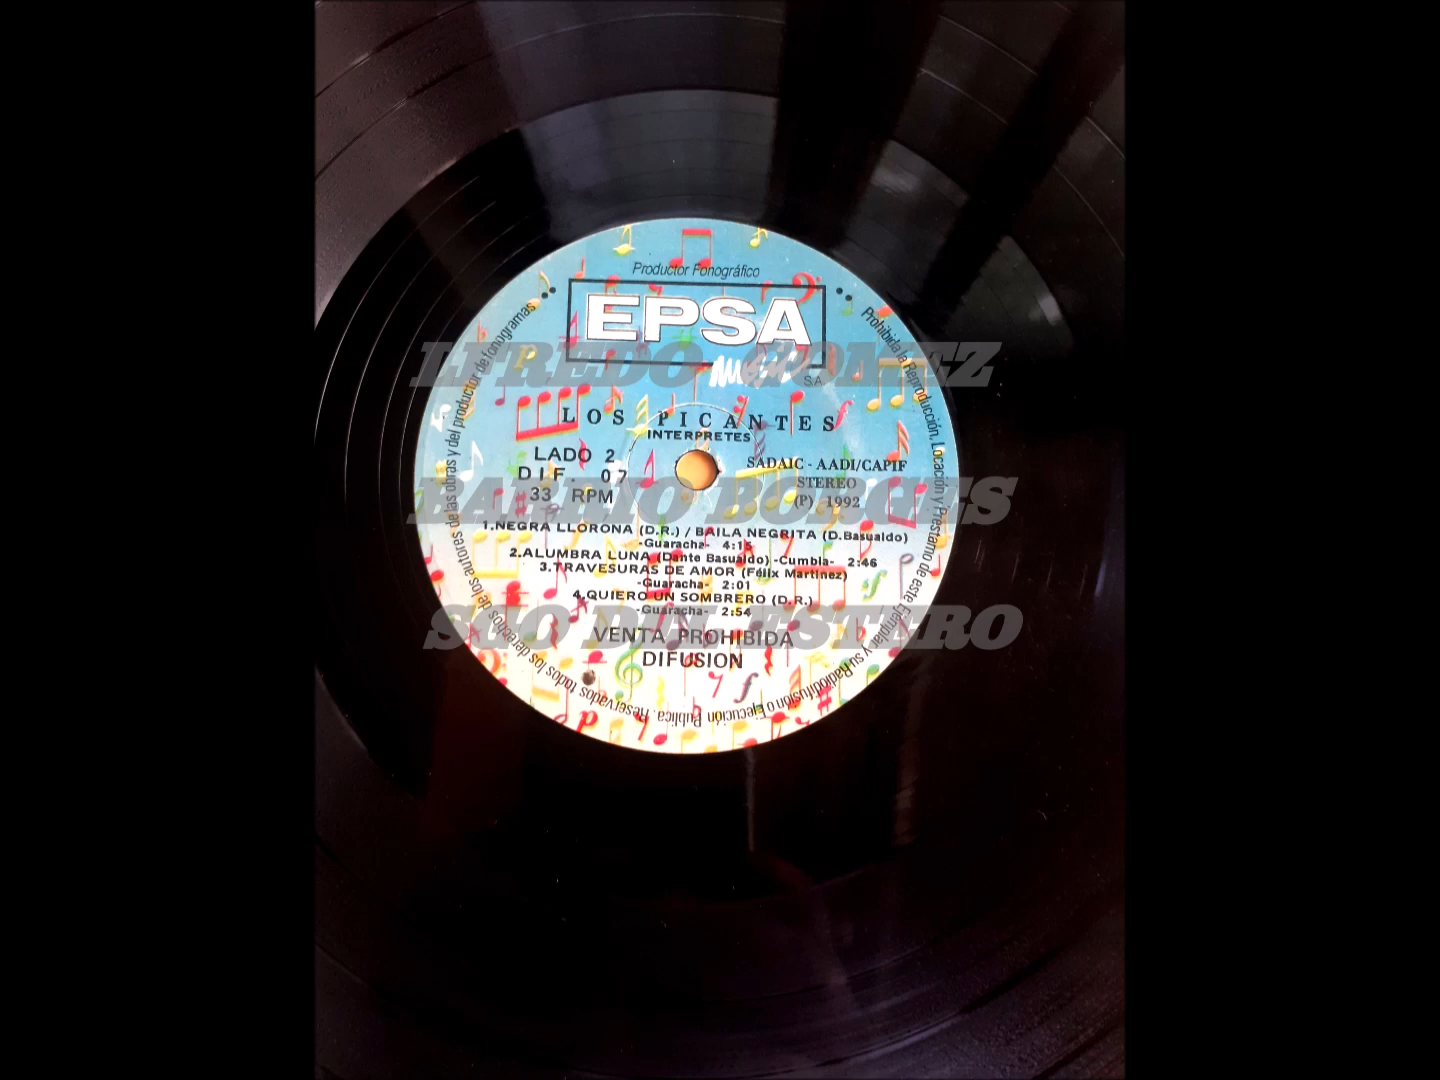 Productor Fonográfico
EPSA
music
S.A.
LOS PICANTES
INTERPRETES
LADO 2
DIF. 07
33 RPM
SADAIC - AADI/CAPIF
STEREO
(P) 1992
1.NEGRA LLORONA (D.R.) / BAILA NEGRITA (D.Basualdo)
-Guaracha- 4:15
2.ALUMBRA LUNA (Dante Basualdo) -Cumbia- 2:46
3.TRAVESURAS DE AMOR (Félix Martinez)
-Guaracha- 2:01
4.QUIERO UN SOMBRERO (D.R.)
-Guaracha- 2:54
VENTA PROHIBIDA
DIFUSION
Prohibida la Reproducción, Locación y Préstamo de este Ejemplar y su Radiodifusión o Ejecución Pública. Reservados todos los derechos de los autores de las obras y del productor de fonogramas
LFREDO GOMEZ
BARRIO BORGES
SGO DEL ESTERO